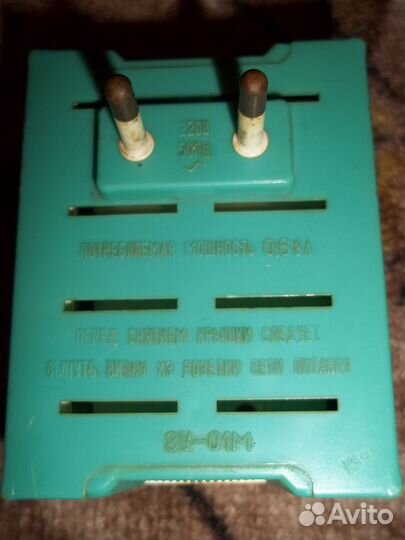 220В
50Гц
ПОТРЕБЛЯЕМАЯ МОЩНОСТЬ 0,6 ВА
ПЕРЕД СНЯТИЕМ КРЫШКИ СЛЕДУЕТ
ВЫНУТЬ ВИЛКУ ИЗ РОЗЕТКИ СЕТИ ПИТАНИЯ
ЗУ-01М
Avito